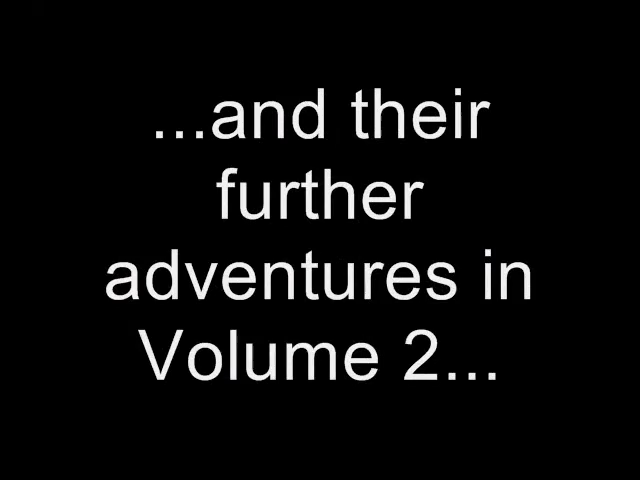 ...and their
further
adventures in
Volume 2...